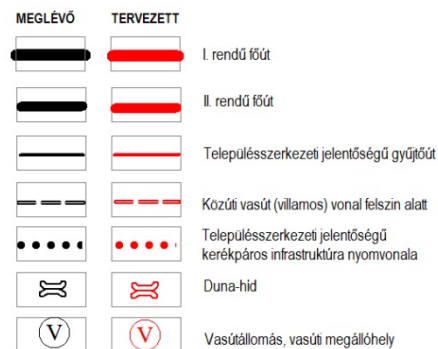 MEGLÉVŐ TERVEZETT
I. rendű főút
II. rendű főút
Településszerkezeti jelentőségű gyűjtőút
Közúti vasút (villamos) vonal felszin alatt
Településszerkezeti jelentőségű
kerékpáros infrastruktúra nyomvonala
Duna-híd
V V Vasútállomás, vasúti megállóhely